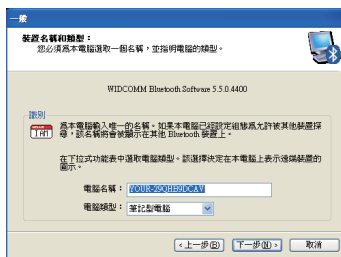 一般
裝置名稱和類型：
您必須為本電腦選取一個名稱，並指明電腦的類型。
WIDCOMM Bluetooth Software 5.5.0.4400
識別
I AM
為本電腦輸入唯一的名稱。如果本電腦已經設定組態為允許被其他裝置探
尋，該名稱將會被顯示在其他 Bluetooth 裝置上。
在下拉式功能表中選取電腦類型。該選擇決定在本電腦上表示遠端裝置的
圖示。
電腦名稱：
電腦類型：
筆記型電腦
<上一步(B)
下一步(N)>
取消